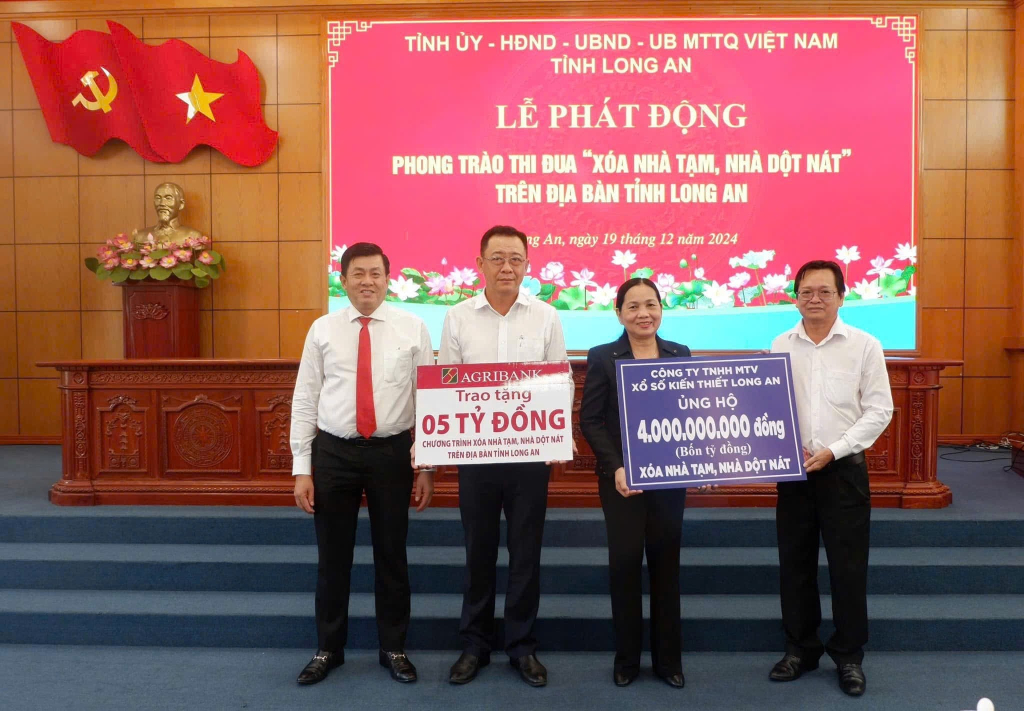 TỈNH ỦY - HĐND - UBND - UB MTTQ VIỆT NAM
TỈNH LONG AN
LỄ PHÁT ĐỘNG
PHONG TRÀO THI ĐUA "XÓA NHÀ TẠM, NHÀ DỘT NÁT"
TRÊN ĐỊA BÀN TỈNH LONG AN
An, ngày 19 tháng 12 năm 2024
AGRIBANK
Trao tặng
05 TỶ ĐỒNG
CHƯƠNG TRÌNH XÓA NHÀ TẠM, NHÀ DỘT NÁT
TRÊN ĐỊA BÀN TỈNH LONG AN
CÔNG TY TNHH MTV
XỔ SỐ KIẾN THIẾT LONG AN
ỦNG HỘ
4.000.000.000 đồng
(Bốn tỷ đồng)
XÓA NHÀ TẠM, NHÀ DỘT NÁT